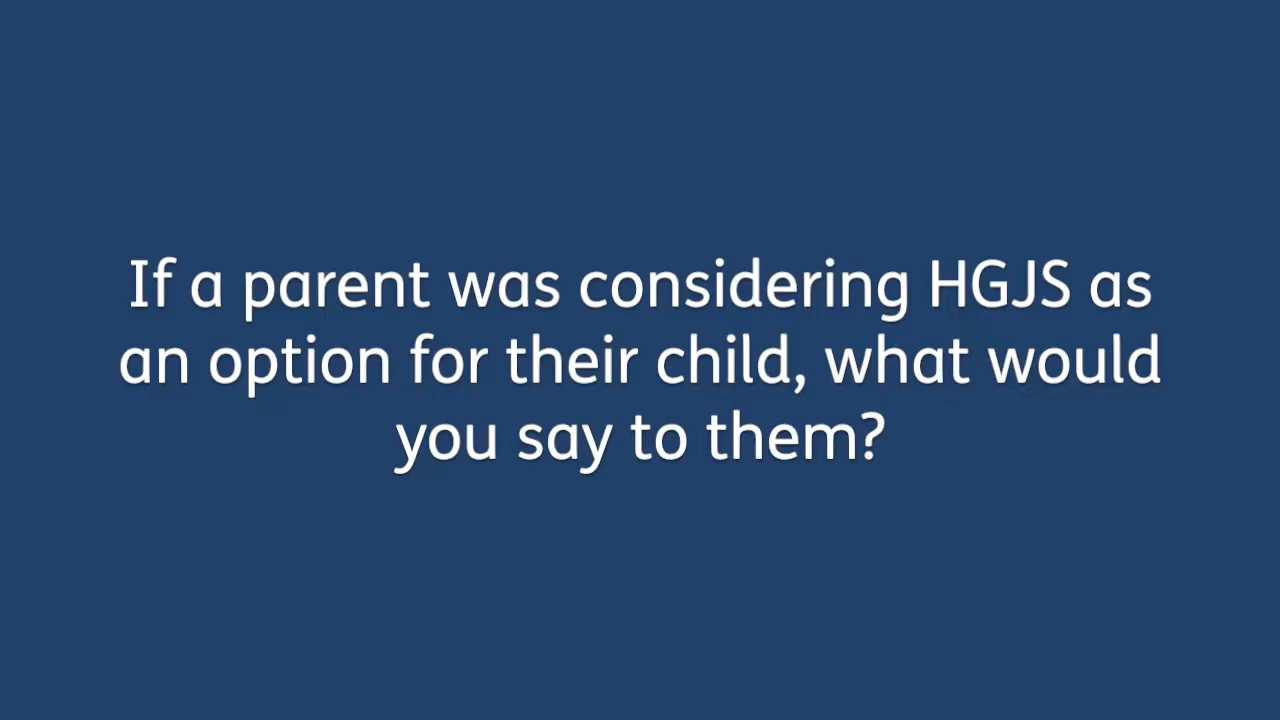 If a parent was considering HGJS as
an option for their child, what would
you say to them?